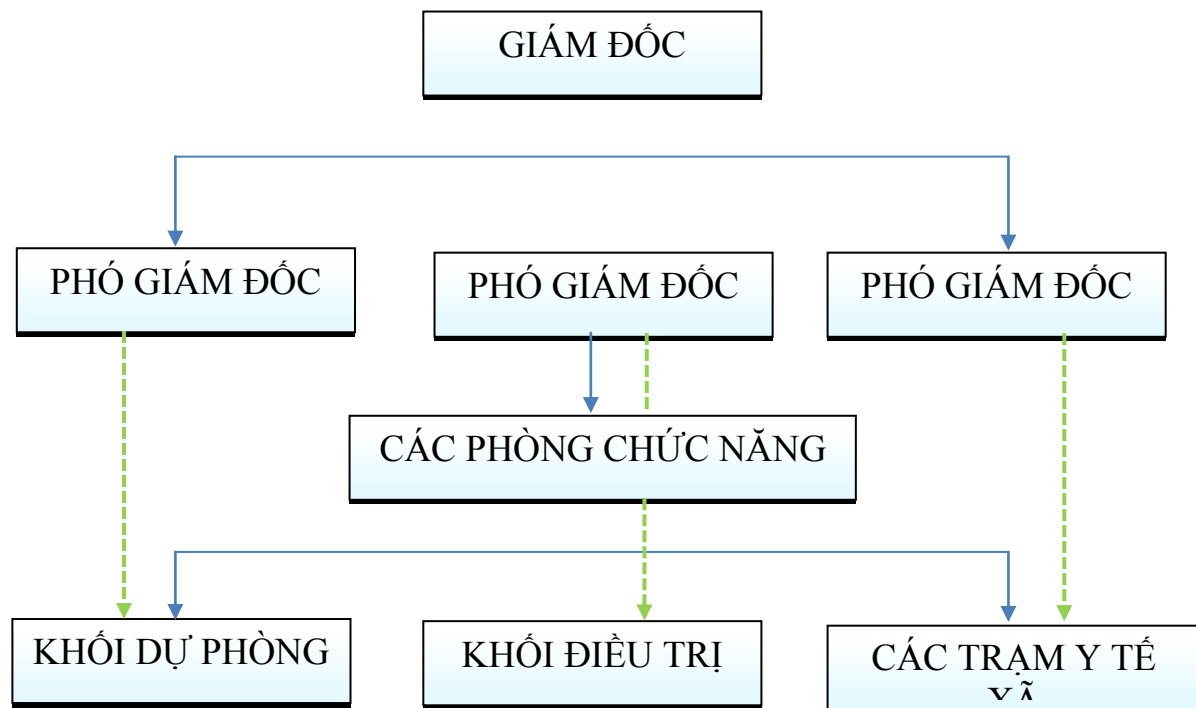 GIÁM ĐỐC
PHÓ GIÁM ĐỐC
PHÓ GIÁM ĐỐC
PHÓ GIÁM ĐỐC
CÁC PHÒNG CHỨC NĂNG
KHỐI DỰ PHÒNG
KHỐI ĐIỀU TRỊ
CÁC TRẠM Y TẾ
XÃ